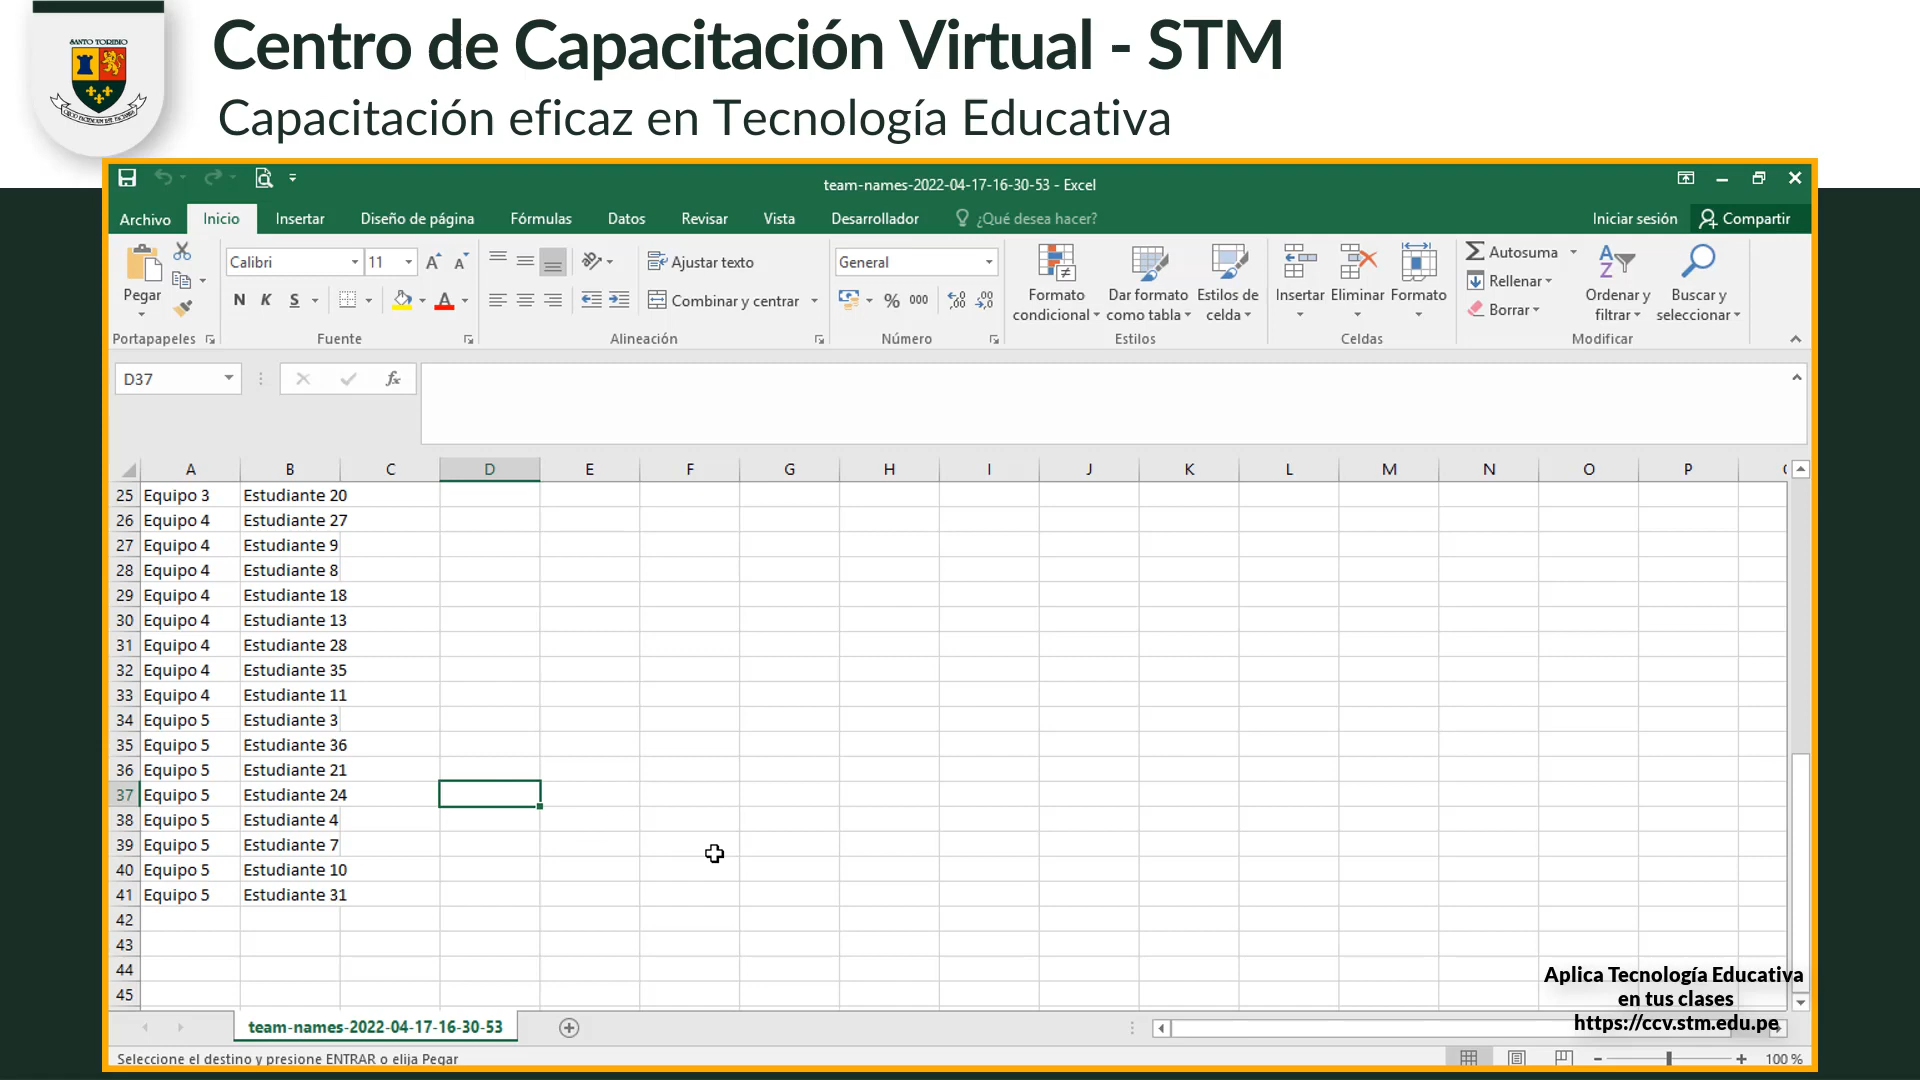 SANTO TORIBIO
Centro de Capacitación Virtual - STM
Capacitación eficaz en Tecnología Educativa
team-names-2022-04-17-16-30-53 - Excel
Archivo Inicio Insertar Diseño de página Fórmulas Datos Revisar Vista Desarrollador ¿Qué desea hacer? Iniciar sesión Compartir
Pegar
Portapapeles
Calibri 11
N K S
Fuente
Ajustar texto
Combinar y centrar
Alineación
General
% 000
Número
Formato condicional
Dar formato como tabla
Estilos de celda
Estilos
Insertar Eliminar Formato
Celdas
Autosuma
Rellenar
Borrar
Ordenar y filtrar
Buscar y seleccionar
Modificar
D37 fx
A B C D E F G H I J K L M N O P
25 Equipo 3 Estudiante 20
26 Equipo 4 Estudiante 27
27 Equipo 4 Estudiante 9
28 Equipo 4 Estudiante 8
29 Equipo 4 Estudiante 18
30 Equipo 4 Estudiante 13
31 Equipo 4 Estudiante 28
32 Equipo 4 Estudiante 35
33 Equipo 4 Estudiante 11
34 Equipo 5 Estudiante 3
35 Equipo 5 Estudiante 36
36 Equipo 5 Estudiante 21
37 Equipo 5 Estudiante 24
38 Equipo 5 Estudiante 4
39 Equipo 5 Estudiante 7
40 Equipo 5 Estudiante 10
41 Equipo 5 Estudiante 31
42
43
44
45
Aplica Tecnología Educativa
en tus clases
https://ccv.stm.edu.pe
team-names-2022-04-17-16-30-53
Seleccione el destino y presione ENTRAR o elija Pegar
100 %